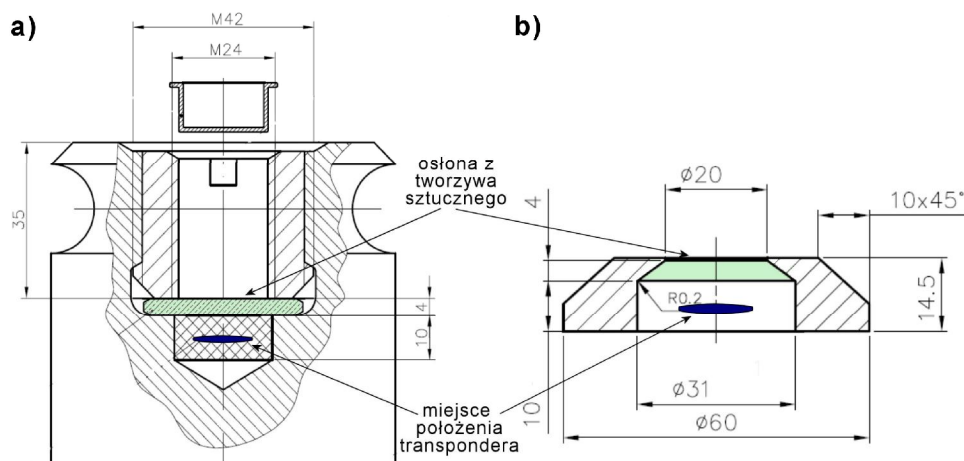 a)
M42
M24
35
4
10
osłona z
tworzywa
sztucznego
miejsce
położenia
transpondera
b)
ø20
10x45°
4
R0.2
14.5
10
ø31
ø60